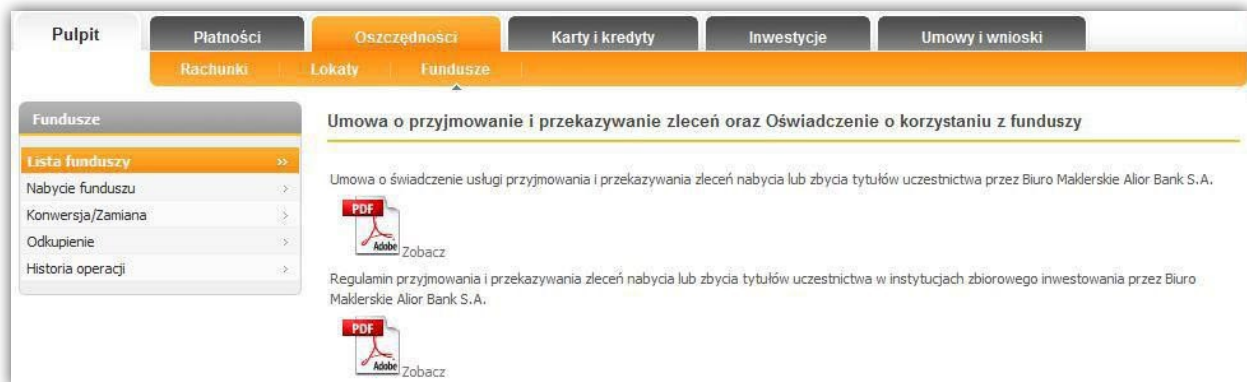 Pulpit
Płatności
Oszczędności
Karty i kredyty
Inwestycje
Umowy i wnioski
Rachunki
Lokaty
Fundusze
Fundusze
Lista funduszy
Nabycie funduszu
Konwersja/Zamiana
Odkupienie
Historia operacji
Umowa o przyjmowanie i przekazywanie zleceń oraz Oświadczenie o korzystaniu z funduszy
Umowa o świadczenie usługi przyjmowania i przekazywania zleceń nabycia lub zbycia tytułów uczestnictwa przez Biuro Maklerskie Alior Bank S.A.
PDF
Adobe Zobacz
Regulamin przyjmowania i przekazywania zleceń nabycia lub zbycia tytułów uczestnictwa w instytucjach zbiorowego inwestowania przez Biuro
Maklerskie Alior Bank S.A.
PDF
Adobe Zobacz